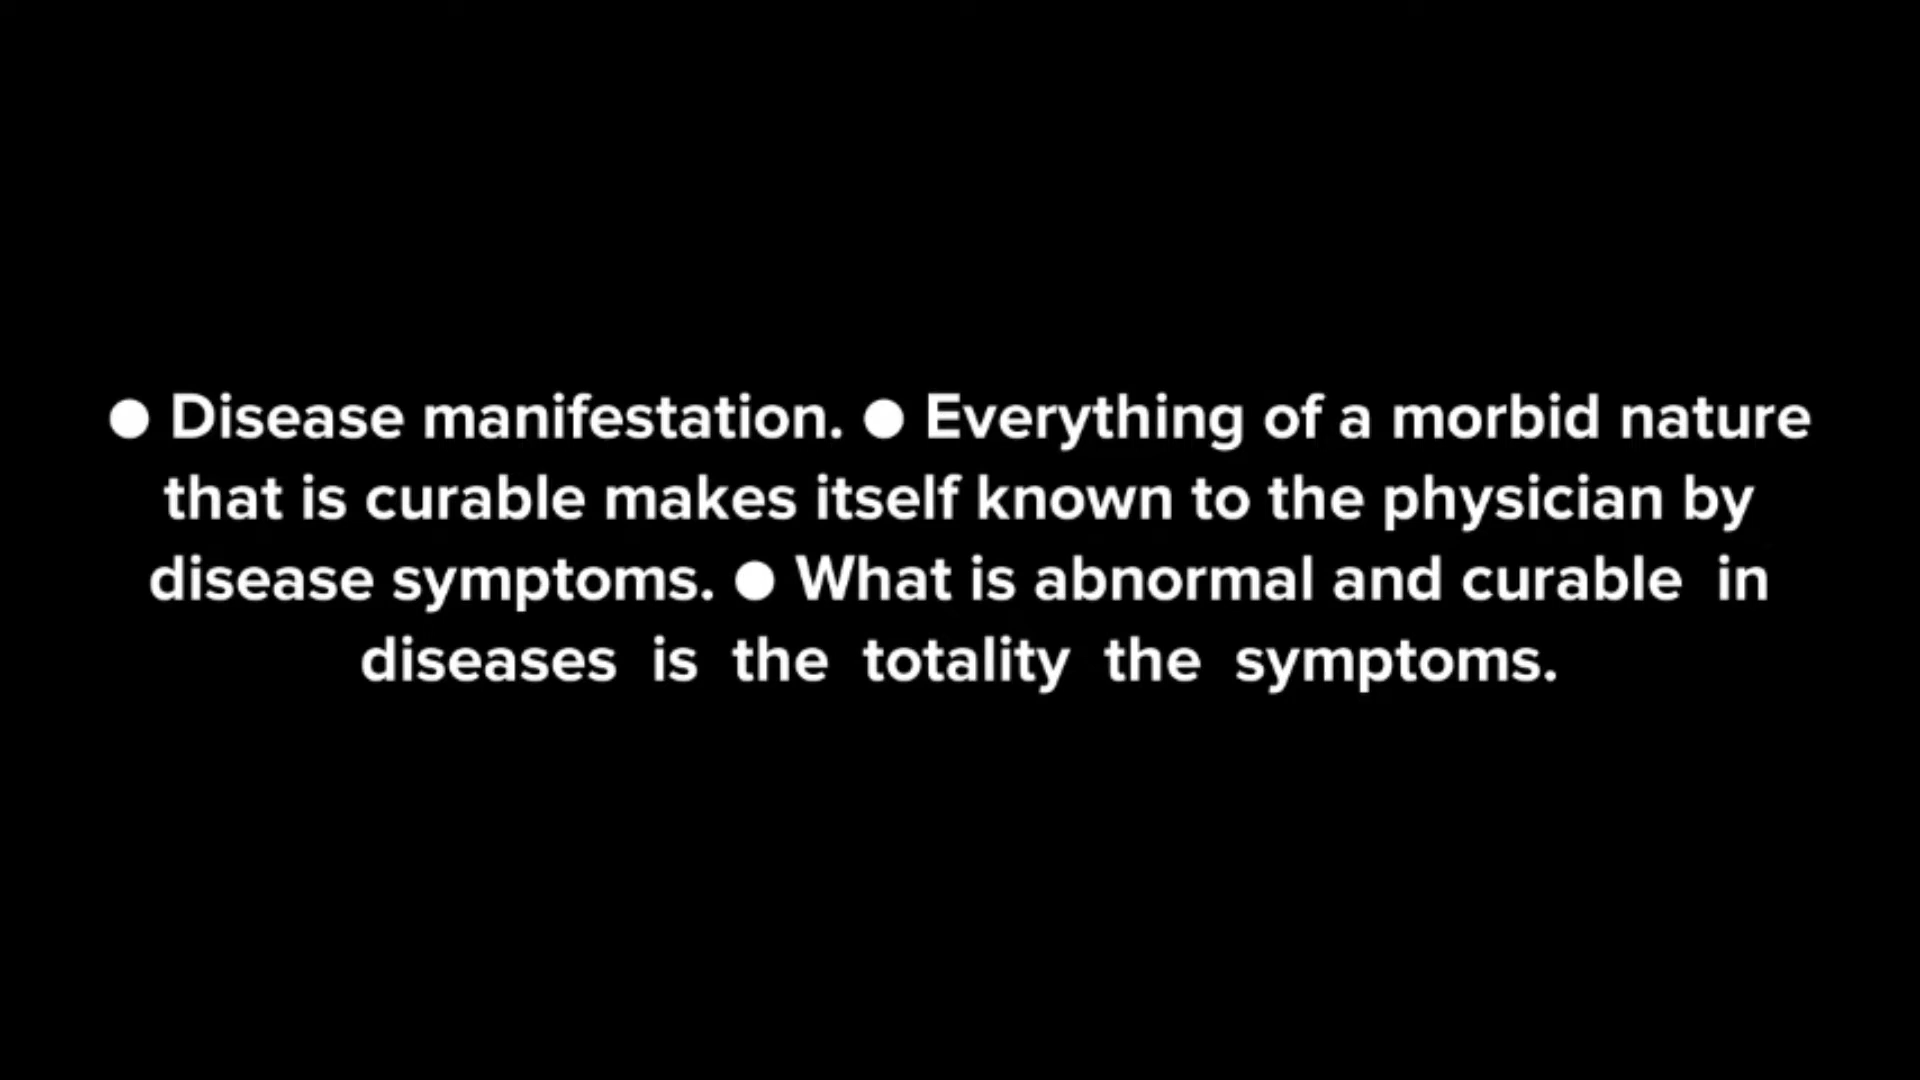 ● Disease manifestation. ● Everything of a morbid nature
that is curable makes itself known to the physician by
disease symptoms. ● What is abnormal and curable in
diseases is the totality the symptoms.